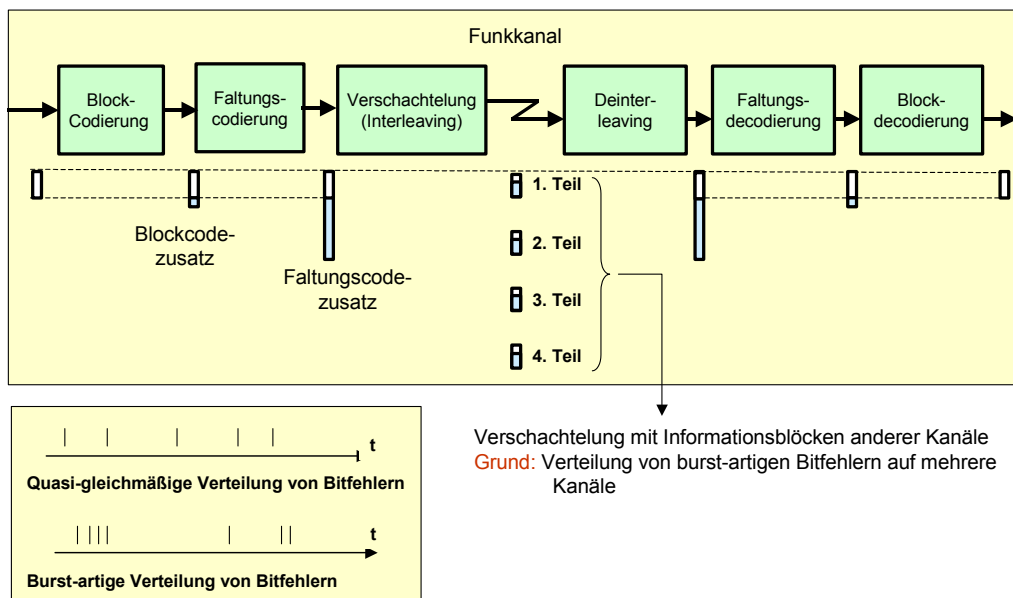 Funkkanal
Block-
Codierung
Faltungs-
codierung
Verschachtelung
(Interleaving)
Deinter-
leaving
Faltungs-
decodierung
Block-
decodierung
Blockcode-
zusatz
Faltungscode-
zusatz
1. Teil
2. Teil
3. Teil
4. Teil
Verschachtelung mit Informationsblöcken anderer Kanäle
Grund: Verteilung von burst-artigen Bitfehlern auf mehrere
Kanäle
t
Quasi-gleichmäßige Verteilung von Bitfehlern
t
Burst-artige Verteilung von Bitfehlern